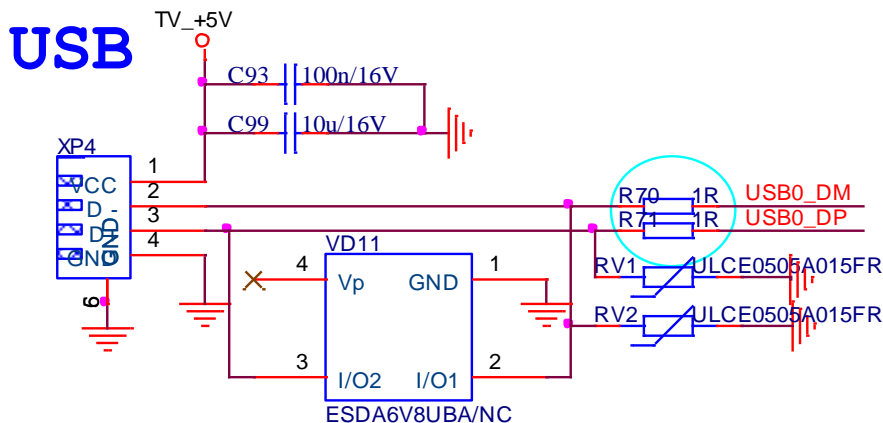 USB
TV_+5V
C93 100n/16V
C99 10u/16V
XP4
1
VCC
2
D-
3
D
4
GND
GND
6
R70 1R USB0_DM
R71 1R USB0_DP
VD11
4 Vp GND 1
RV1 ULCE0505A015FR
RV2 ULCE0505A015FR
3 I/O2 I/O1 2
ESDA6V8UBA/NC